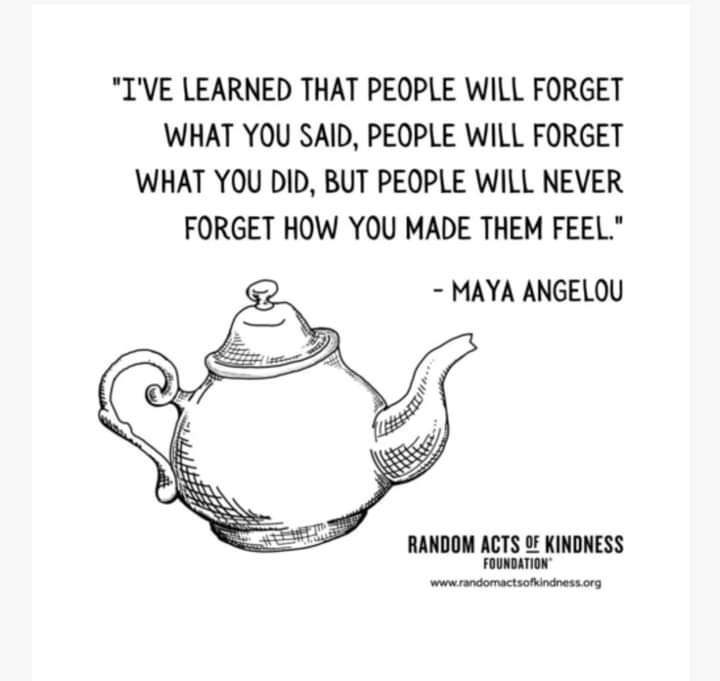 "I'VE LEARNED THAT PEOPLE WILL FORGET
WHAT YOU SAID, PEOPLE WILL FORGET
WHAT YOU DID, BUT PEOPLE WILL NEVER
FORGET HOW YOU MADE THEM FEEL."
- MAYA ANGELOU
RANDOM ACTS OF KINDNESS
FOUNDATION
www.randomactsofkindness.org